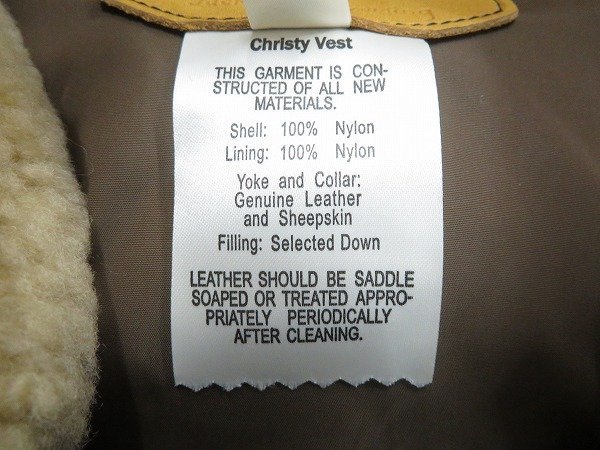 Christy Vest
THIS GARMENT IS CON-
STRUCTED OF ALL NEW
MATERIALS.
Shell: 100% Nylon
Lining: 100% Nylon
Yoke and Collar:
Genuine Leather
and Sheepskin
Filling: Selected Down
LEATHER SHOULD BE SADDLE
SOAPED OR TREATED APPRO-
PRIATELY PERIODICALLY
AFTER CLEANING.